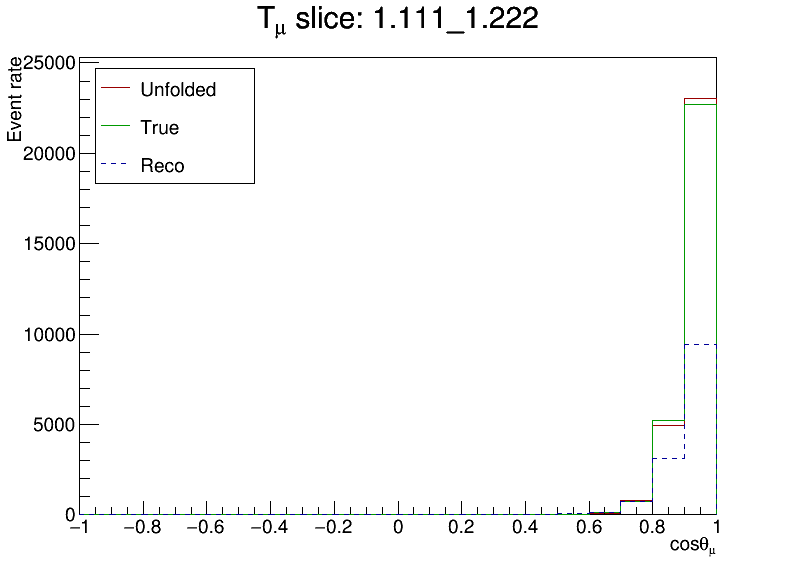 Tμ slice: 1.111_1.222
Event rate
25000
20000
15000
10000
5000
0
Unfolded
True
Reco
−1 −0.8 −0.6 −0.4 −0.2 0 0.2 0.4 0.6 0.8 1
cosθμ